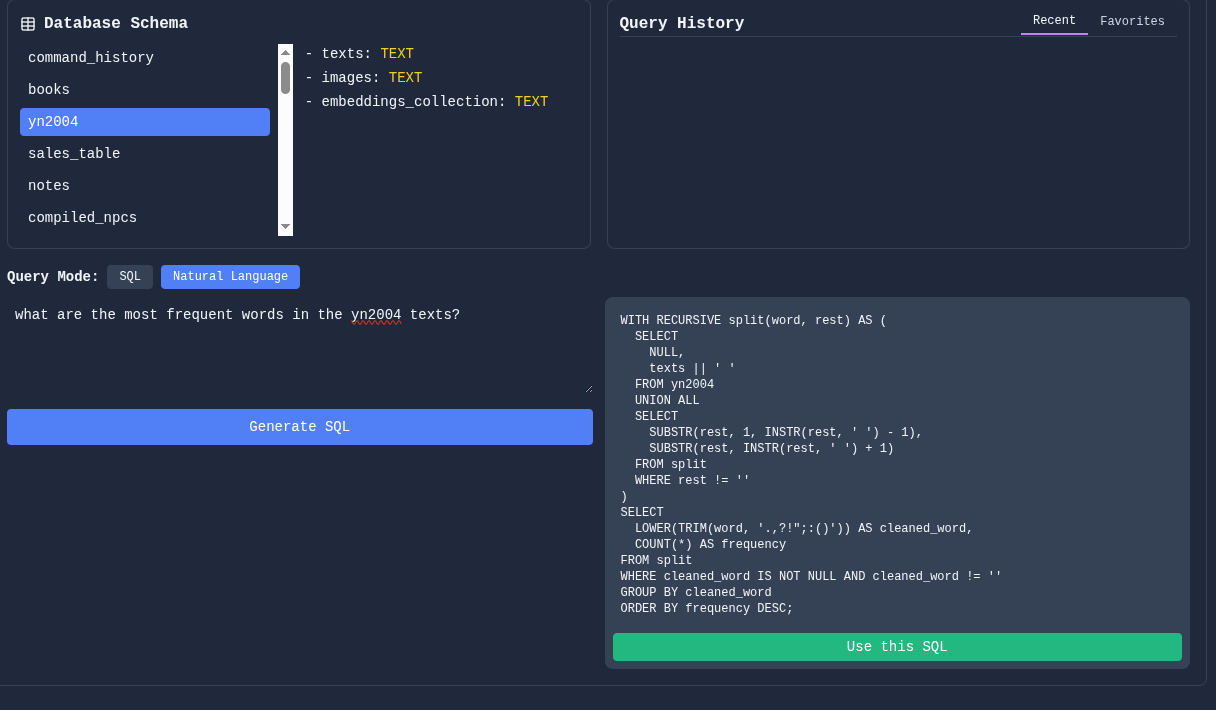 Database Schema
command_history
books
yn2004
sales_table
notes
compiled_npcs
- texts: TEXT
- images: TEXT
- embeddings_collection: TEXT
Query History
Recent
Favorites
Query Mode:
SQL
Natural Language
what are the most frequent words in the yn2004 texts?
Generate SQL
WITH RECURSIVE split(word, rest) AS (
  SELECT
    NULL,
    texts || ' '
  FROM yn2004
  UNION ALL
  SELECT
    SUBSTR(rest, 1, INSTR(rest, ' ') - 1),
    SUBSTR(rest, INSTR(rest, ' ') + 1)
  FROM split
  WHERE rest != ''
)
SELECT
  LOWER(TRIM(word, '.,?!";:()')) AS cleaned_word,
  COUNT(*) AS frequency
FROM split
WHERE cleaned_word IS NOT NULL AND cleaned_word != ''
GROUP BY cleaned_word
ORDER BY frequency DESC;
Use this SQL